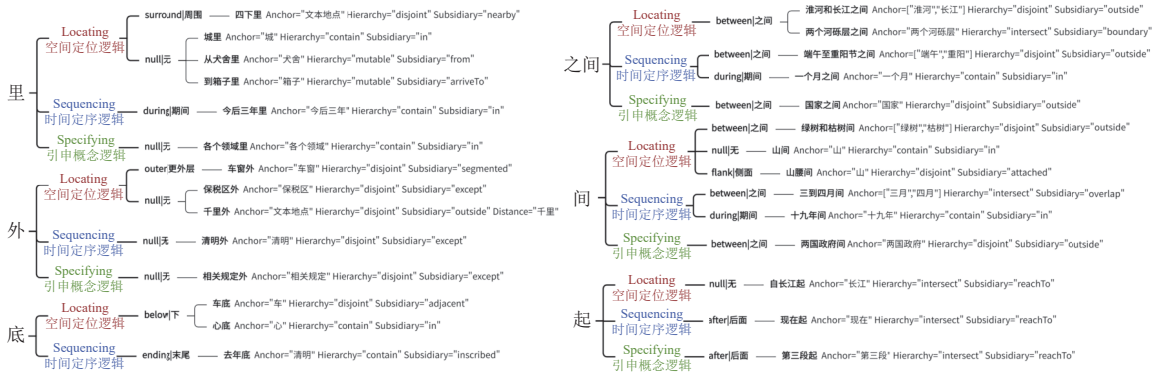 里
Locating
空间定位逻辑
surround|周围 四下里 Anchor="文本地点" Hierarchy="disjoint" Subsidiary="nearby"
null|无
城里 Anchor="城" Hierarchy="contain" Subsidiary="in"
从犬舍里 Anchor="犬舍" Hierarchy="mutable" Subsidiary="from"
到箱子里 Anchor="箱子" Hierarchy="mutable" Subsidiary="arriveTo"
Sequencing
时间定序逻辑
during|期间 今后三年里 Anchor="今后三年" Hierarchy="contain" Subsidiary="in"
Specifying
引申概念逻辑
null|无 各个领域里 Anchor="各个领域" Hierarchy="contain" Subsidiary="in"
外
Locating
空间定位逻辑
outer|更外层 车窗外 Anchor="车窗" Hierarchy="disjoint" Subsidiary="segmented"
null|无
保税区外 Anchor="保税区" Hierarchy="disjoint" Subsidiary="except"
千里外 Anchor="文本地点" Hierarchy="disjoint" Subsidiary="outside" Distance="千里"
Sequencing
时间定序逻辑
null|无 清明外 Anchor="清明" Hierarchy="disjoint" Subsidiary="except"
Specifying
引申概念逻辑
null|无 相关规定外 Anchor="相关规定" Hierarchy="disjoint" Subsidiary="except"
底
Locating
空间定位逻辑
below|下
车底 Anchor="车" Hierarchy="disjoint" Subsidiary="adjacent"
心底 Anchor="心" Hierarchy="contain" Subsidiary="in"
Sequencing
时间定序逻辑
ending|末尾 去年底 Anchor="清明" Hierarchy="contain" Subsidiary="inscribed"
之间
Locating
空间定位逻辑
between|之间
淮河和长江之间 Anchor=["淮河","长江"] Hierarchy="disjoint" Subsidiary="outside"
两个河砾层之间 Anchor="两个河砾层" Hierarchy="intersect" Subsidiary="boundary"
Sequencing
时间定序逻辑
between|之间 端午至重阳节之间 Anchor=["端午","重阳"] Hierarchy="disjoint" Subsidiary="outside"
during|期间 一个月之间 Anchor="一个月" Hierarchy="contain" Subsidiary="in"
Specifying
引申概念逻辑
between|之间 国家之间 Anchor="国家" Hierarchy="disjoint" Subsidiary="outside"
间
Locating
空间定位逻辑
between|之间 绿树和枯树间 Anchor=["绿树","枯树"] Hierarchy="disjoint" Subsidiary="outside"
null|无 山间 Anchor="山" Hierarchy="contain" Subsidiary="in"
flank|侧面 山腰间 Anchor="山" Hierarchy="disjoint" Subsidiary="attached"
Sequencing
时间定序逻辑
between|之间 三到四月间 Anchor=["三月","四月"] Hierarchy="intersect" Subsidiary="overlap"
during|期间 十九年间 Anchor="十九年" Hierarchy="contain" Subsidiary="in"
Specifying
引申概念逻辑
between|之间 两国政府间 Anchor="两国政府" Hierarchy="disjoint" Subsidiary="outside"
起
Locating
空间定位逻辑
null|无 自长江起 Anchor="长江" Hierarchy="intersect" Subsidiary="reachTo"
Sequencing
时间定序逻辑
after|后面 现在起 Anchor="现在" Hierarchy="intersect" Subsidiary="reachTo"
Specifying
引申概念逻辑
after|后面 第三段起 Anchor="第三段" Hierarchy="intersect" Subsidiary="reachTo"